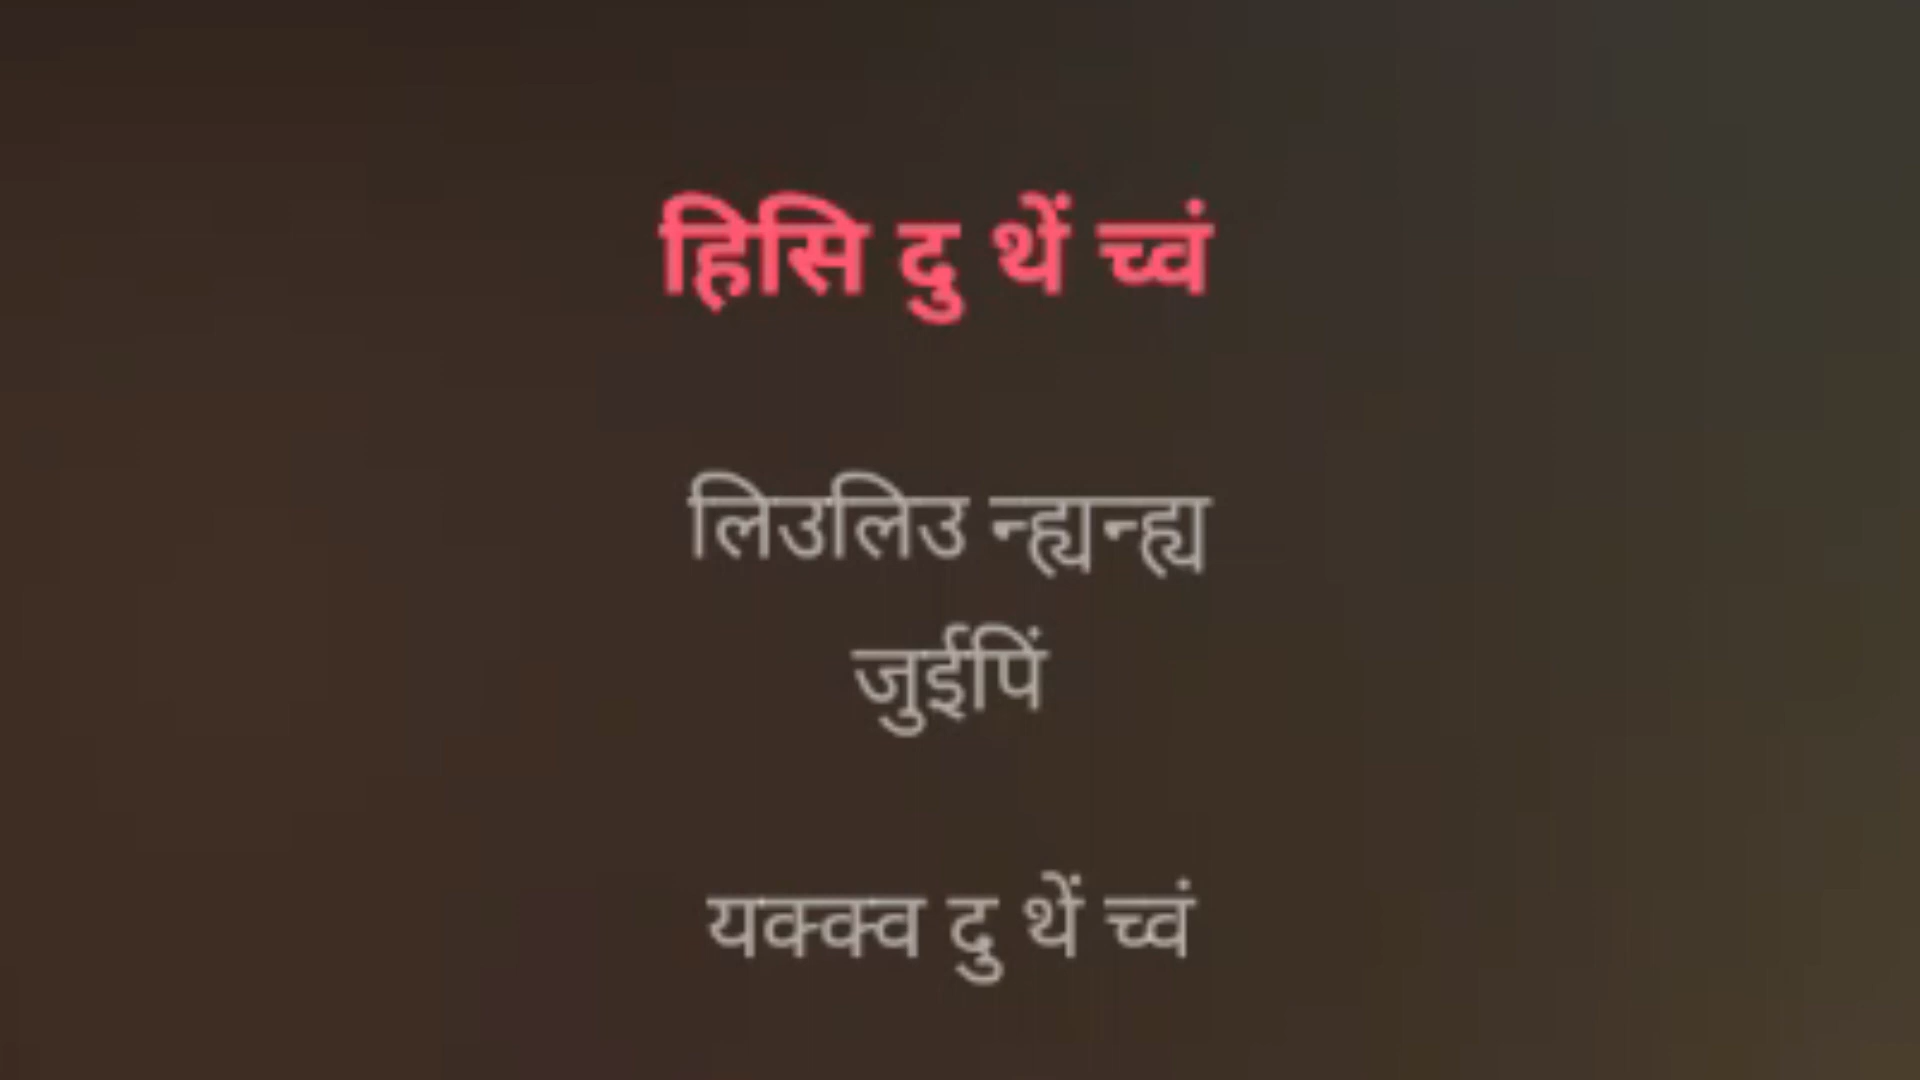 हिसि दु थें च्वं
लिउलिउ न्ह्यन्ह्य
जुईपिं
यक्क्व दु थें च्वं